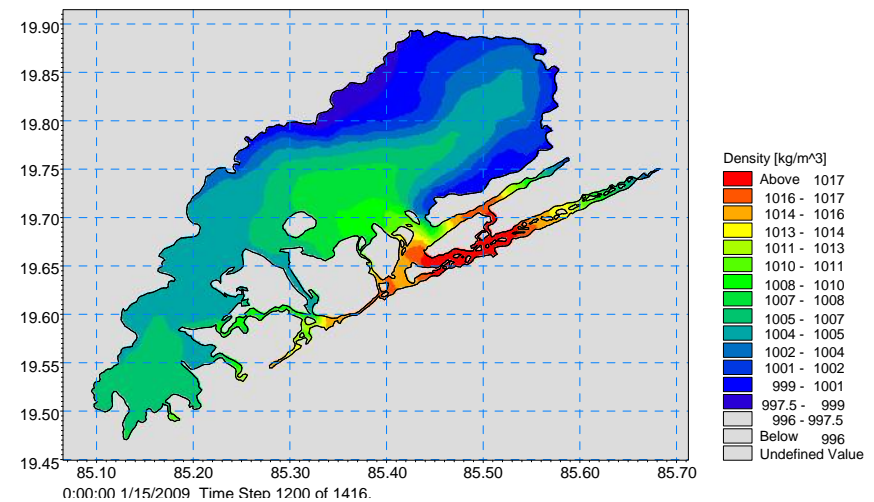 19.90
19.85
19.80
19.75
19.70
19.65
19.60
19.55
19.50
19.45
85.10 85.20 85.30 85.40 85.50 85.60 85.70
0:00:00 1/15/2009 Time Step 1200 of 1416.
Density [kg/m^3]
Above 1017
1016 - 1017
1014 - 1016
1013 - 1014
1011 - 1013
1010 - 1011
1008 - 1010
1007 - 1008
1005 - 1007
1004 - 1005
1002 - 1004
1001 - 1002
999 - 1001
997.5 - 999
996 - 997.5
Below 996
Undefined Value